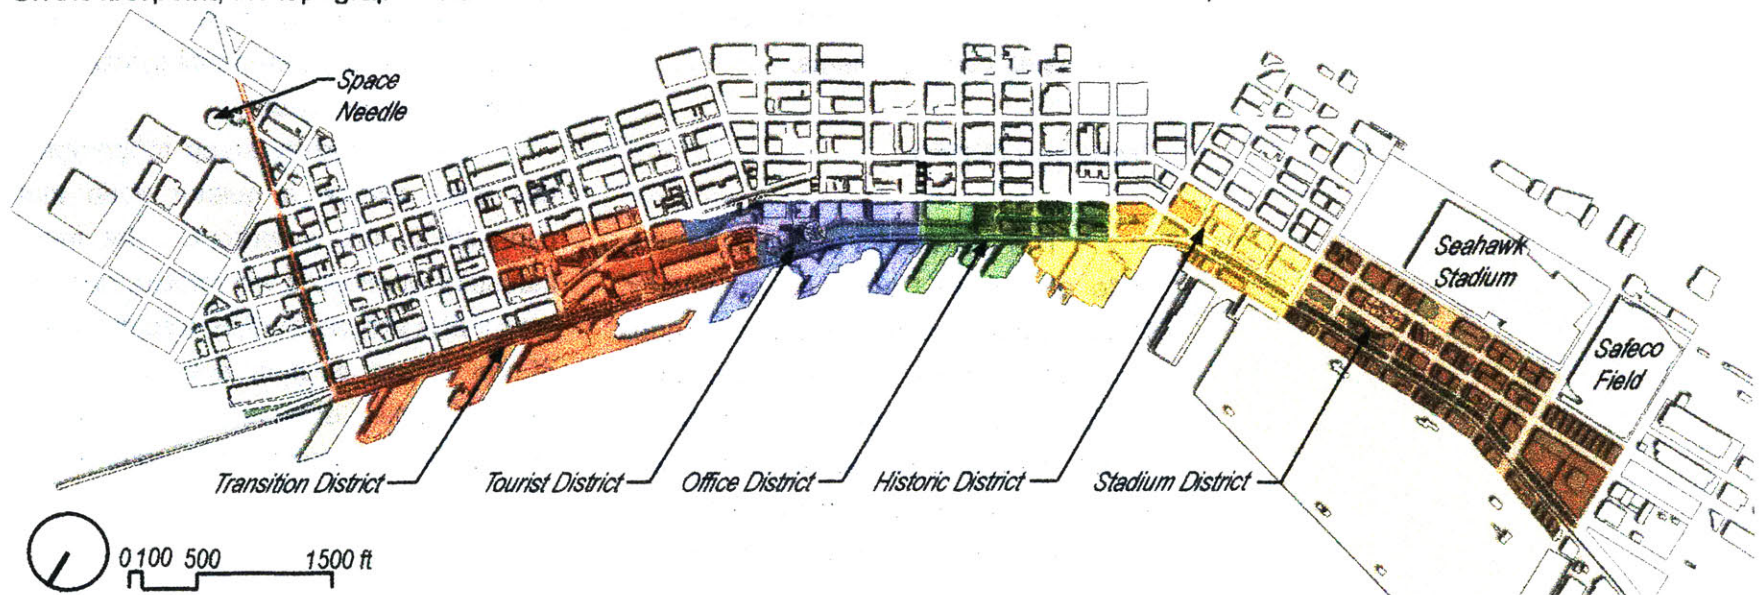 Space
Needle
Seahawk
Stadium
Safeco
Field
Transition District
Tourist District
Office District
Historic District
Stadium District
0 100 500 1500 ft